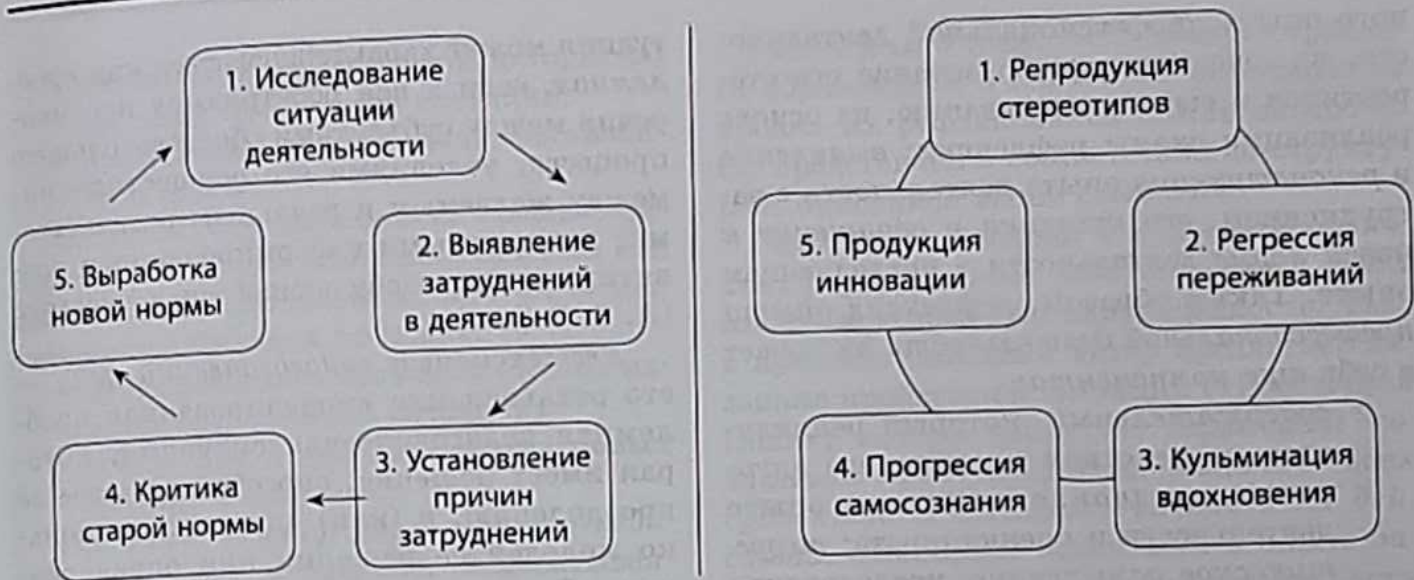 1. Исследование
ситуации
деятельности
2. Выявление
затруднений
в деятельности
3. Установление
причин
затруднений
4. Критика
старой нормы
5. Выработка
новой нормы
1. Репродукция
стереотипов
2. Регрессия
переживаний
3. Кульминация
вдохновения
4. Прогрессия
самосознания
5. Продукция
инновации